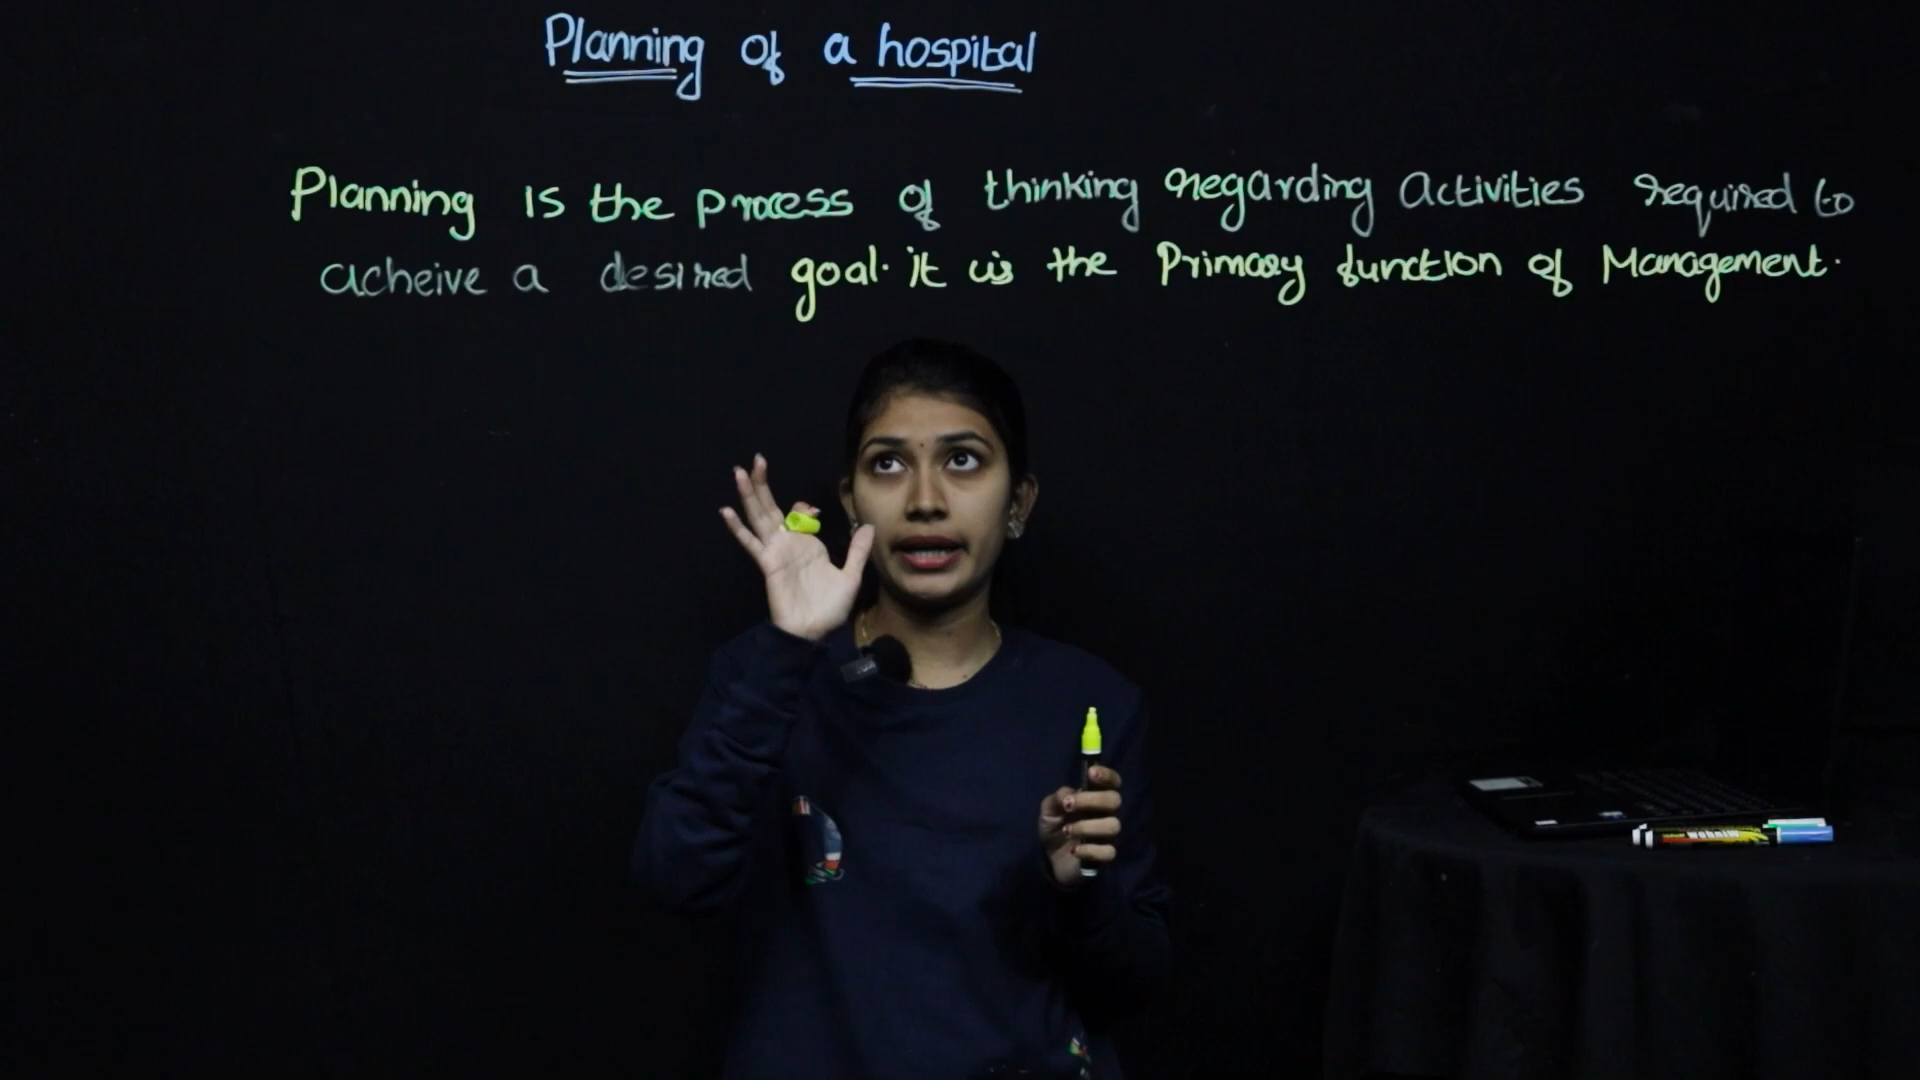 Planning of a hospital
Planning is the process of thinking regarding activities required to
acheive a desired goal. it is the Primary function of Management.